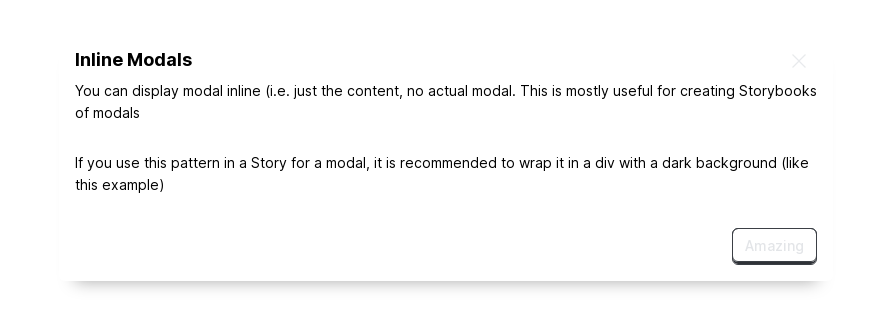 Inline Modals
You can display modal inline (i.e. just the content, no actual modal. This is mostly useful for creating Storybooks
of modals
If you use this pattern in a Story for a modal, it is recommended to wrap it in a div with a dark background (like
this example)
Amazing